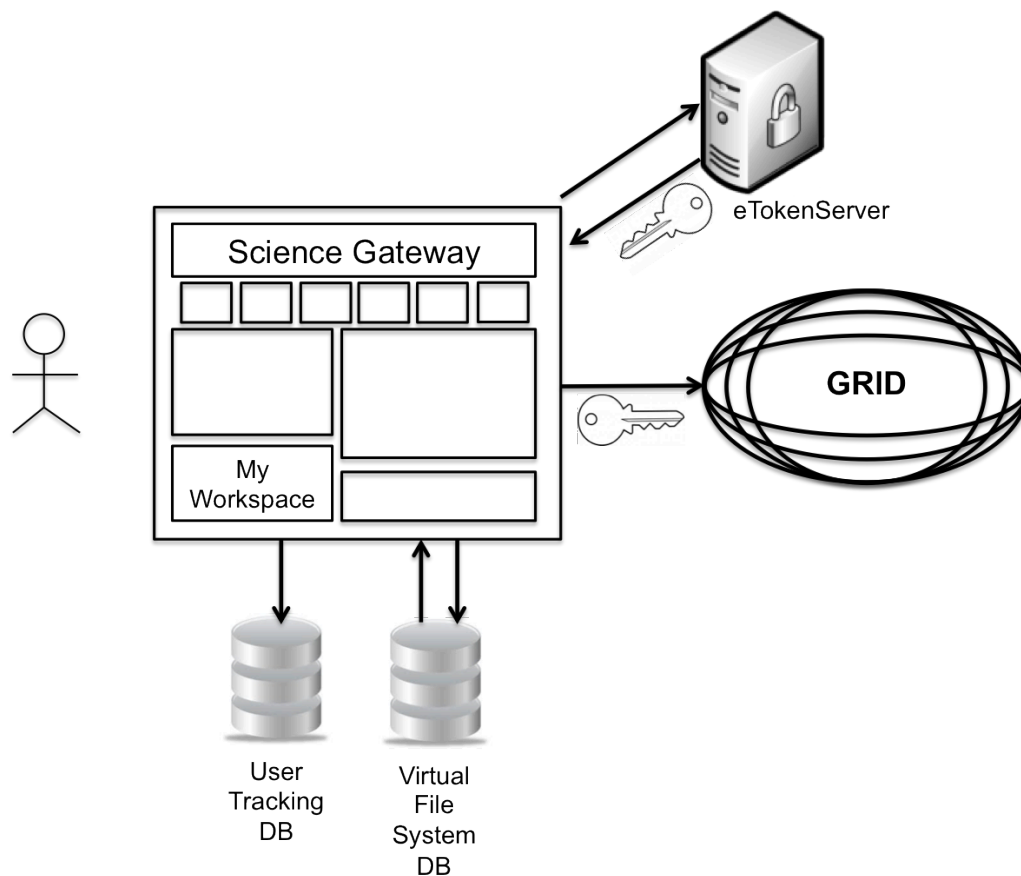 eTokenServer
Science Gateway
GRID
My
Workspace
User
Tracking
DB
Virtual
File
System
DB